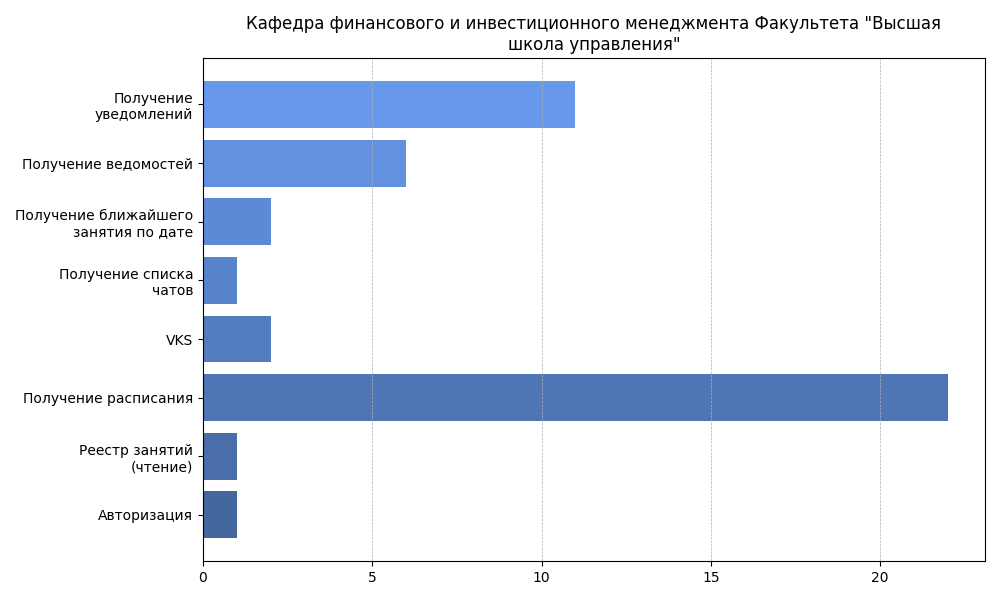 Кафедра финансового и инвестиционного менеджмента Факультета "Высшая
школа управления"
Получение
уведомлений
Получение ведомостей
Получение ближайшего
занятия по дате
Получение списка
чатов
VKS
Получение расписания
Реестр занятий
(чтение)
Авторизация
0 5 10 15 20